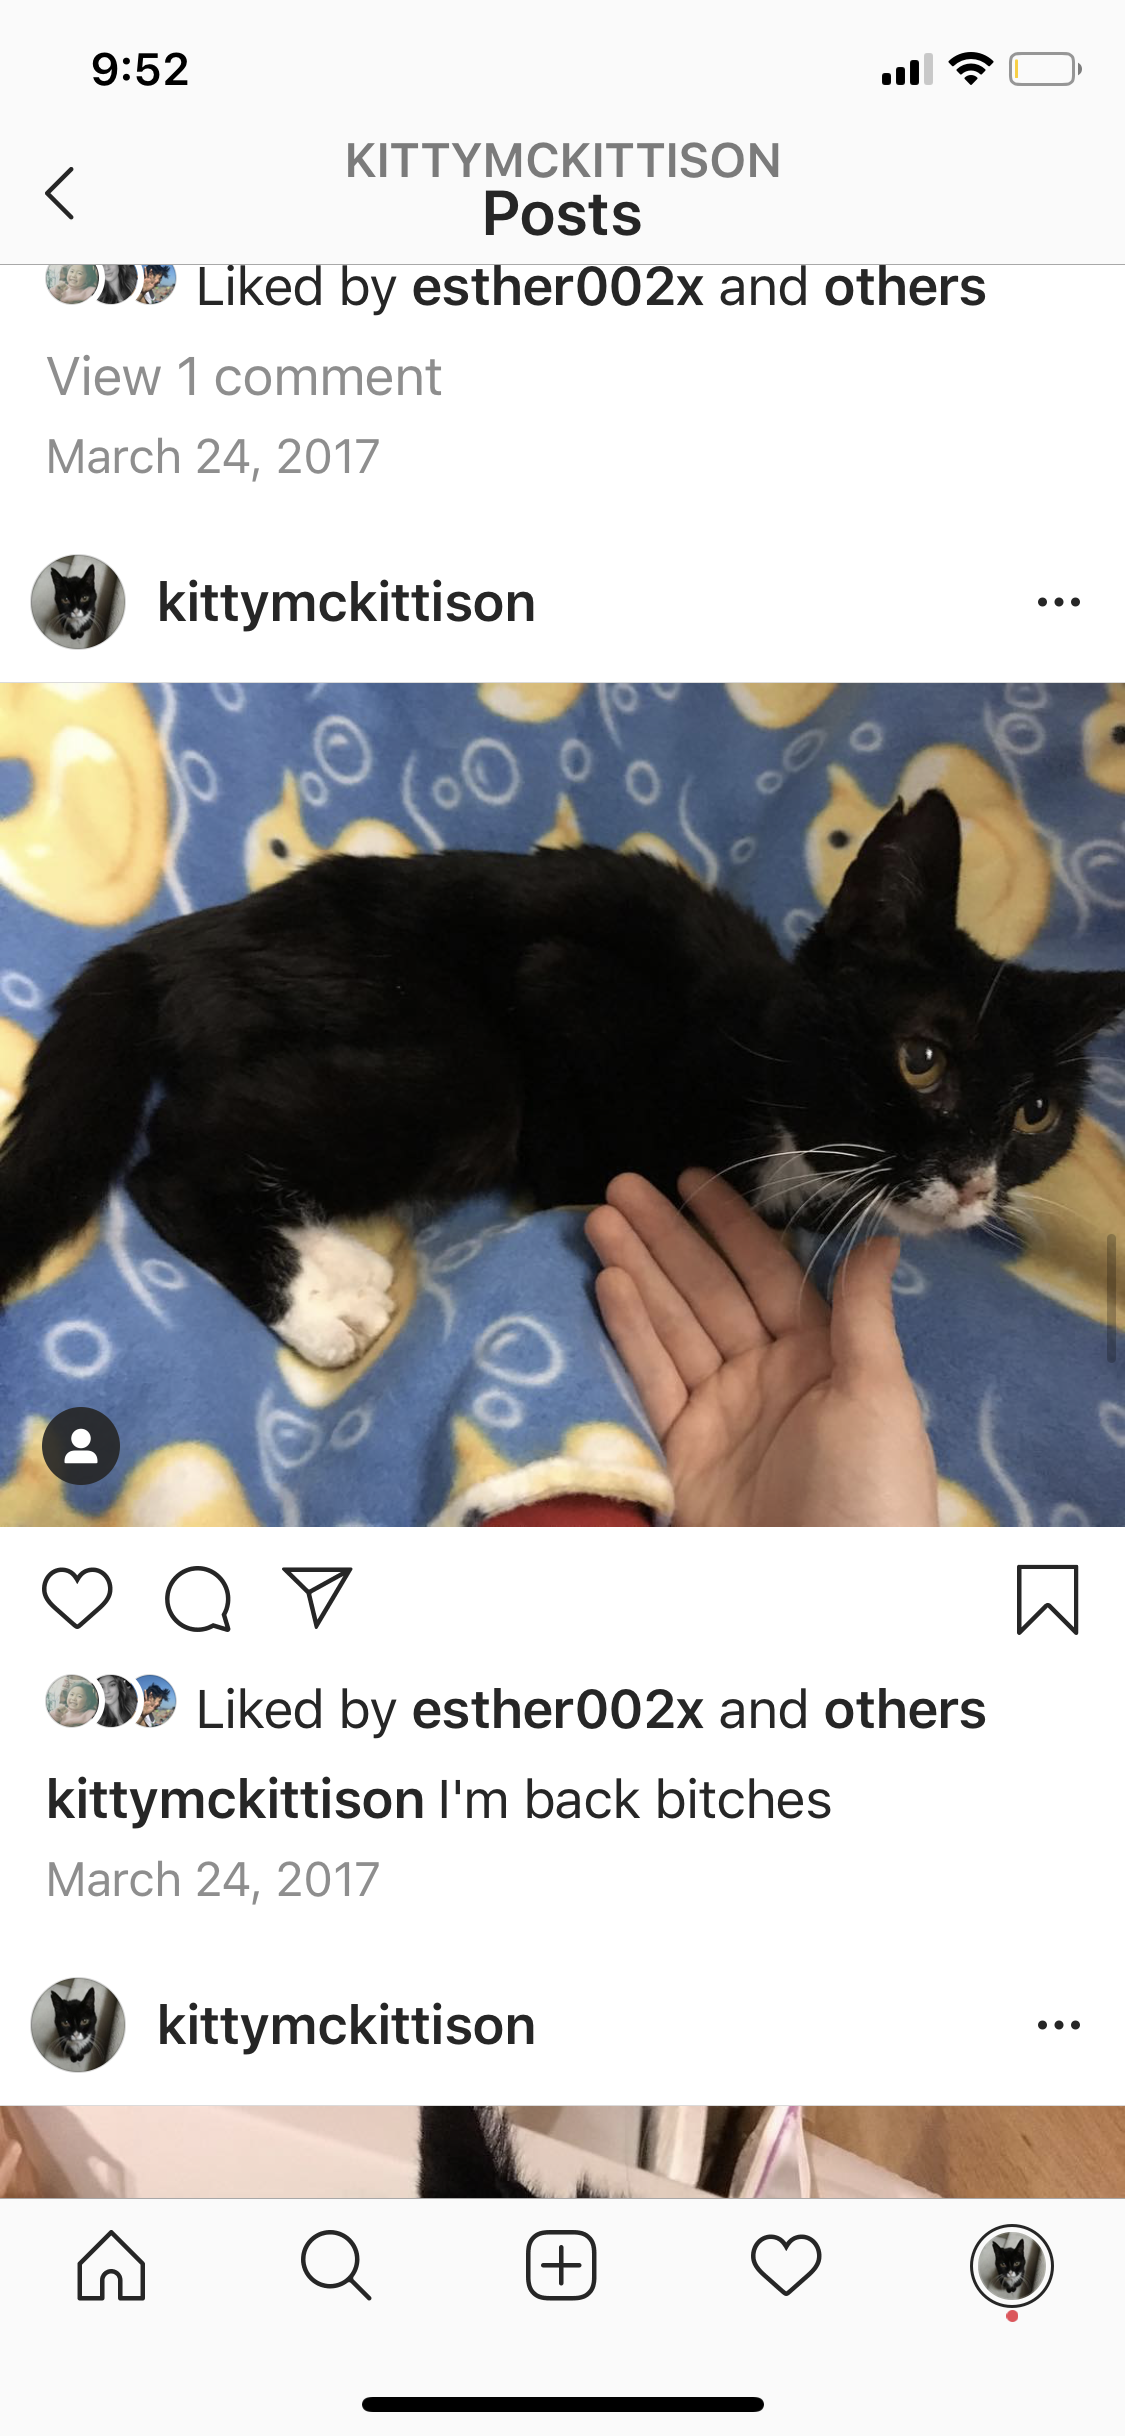 9:52
KITTYMCKITTISON
Posts
Liked by esther002x and others
View 1 comment
March 24, 2017
kittymckittison
Liked by esther002x and others
kittymckittison I'm back bitches
March 24, 2017
kittymckittison